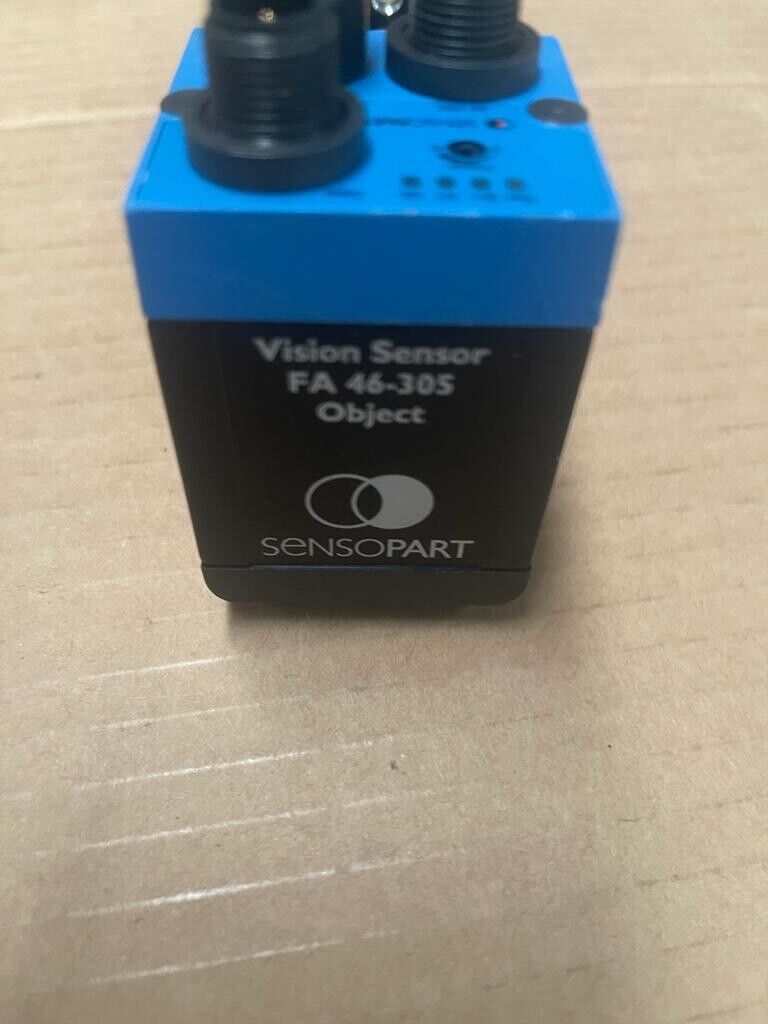 Vision Sensor
FA 46-305
Object
SENSOPART